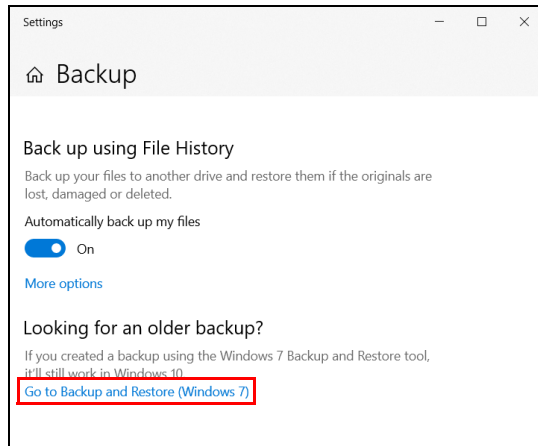 Settings
Backup
Back up using File History
Back up your files to another drive and restore them if the originals are
lost, damaged or deleted.
Automatically back up my files
On
More options
Looking for an older backup?
If you created a backup using the Windows 7 Backup and Restore tool,
it'll still work in Windows 10.
Go to Backup and Restore (Windows 7)